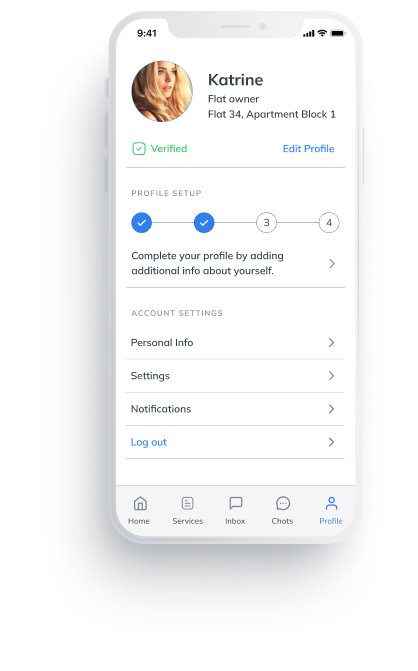 9:41
Katrine
Flat owner
Flat 34, Apartment Block 1
Verified
Edit Profile
PROFILE SETUP
3
4
Complete your profile by adding
additional info about yourself.
ACCOUNT SETTINGS
Personal Info
Settings
Notifications
Log out
Home
Services
Inbox
Chats
Profile